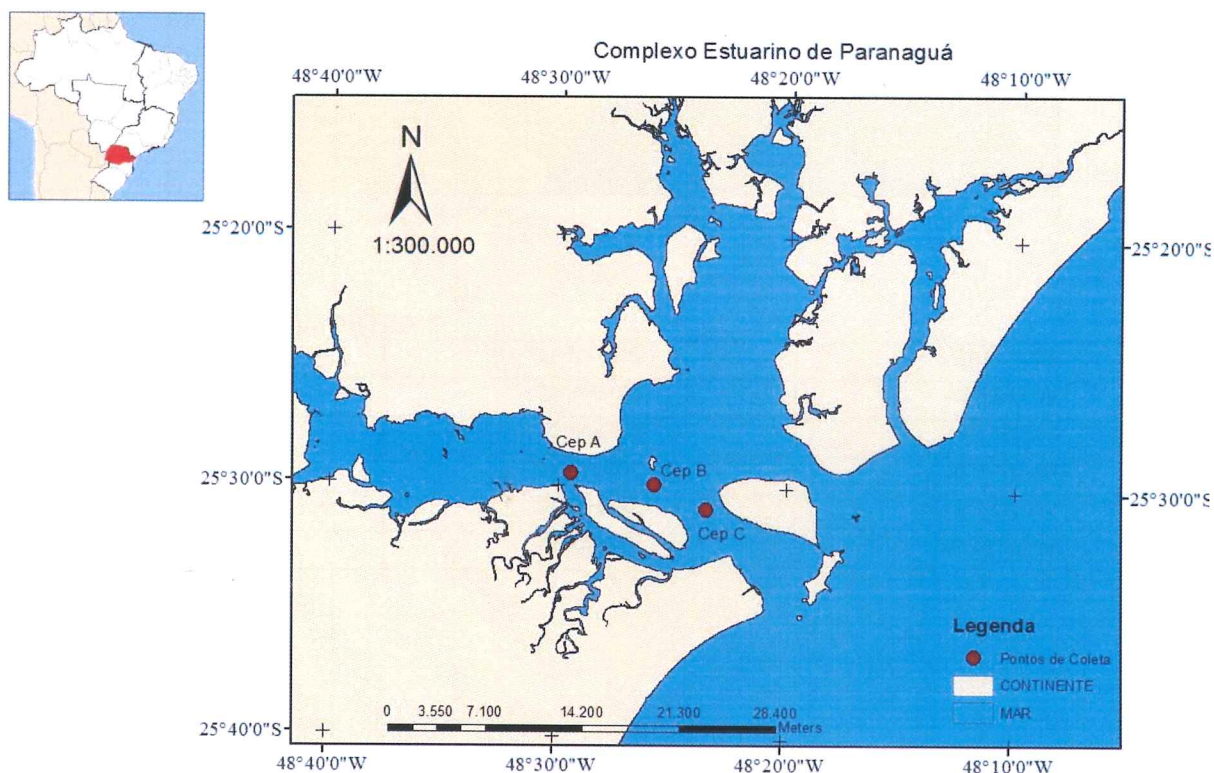 Complexo Estuarino de Paranaguá
48°40'0"W 48°30'0"W 48°20'0"W 48°10'0"W
N
1:300.000
25°20'0"S 25°20'0"S
Cep A
Cep B
25°30'0"S 25°30'0"S
Cep C
Legenda
Pontos de Coleta
CONTINENTE
MAR
0 3.550 7.100 14.200 21.300 28.400
Meters
25°40'0"S
48°40'0"W 48°30'0"W 48°20'0"W 48°10'0"W